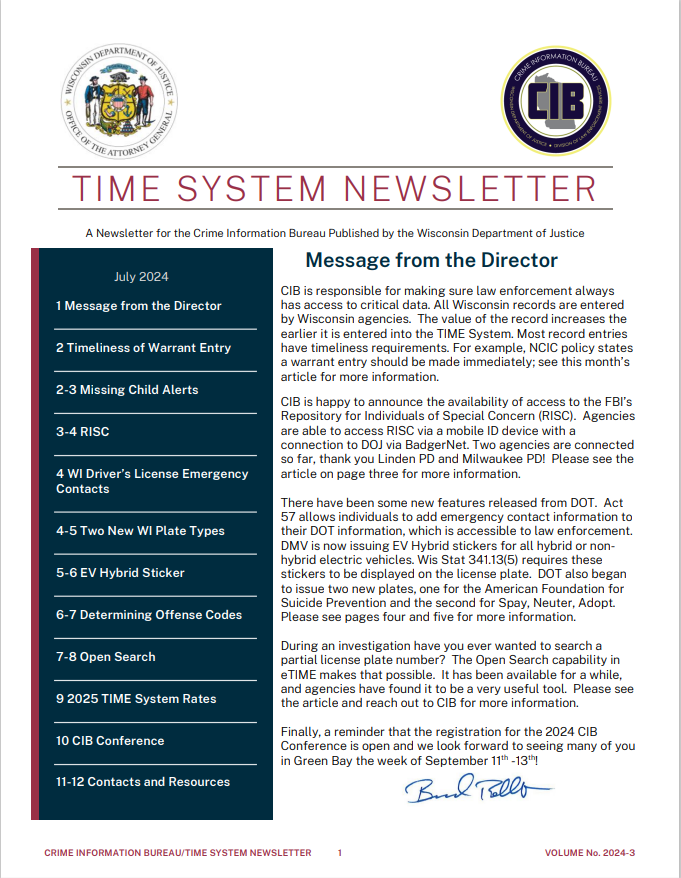 WISCONSIN DEPARTMENT OF JUSTICE
OFFICE OF THE ATTORNEY GENERAL
CRIME INFORMATION BUREAU
CIB
WISCONSIN DEPARTMENT OF JUSTICE ★ DIVISION OF LAW ENFORCEMENT SERVICES
TIME SYSTEM NEWSLETTER
A Newsletter for the Crime Information Bureau Published by the Wisconsin Department of Justice
July 2024
1 Message from the Director
2 Timeliness of Warrant Entry
2-3 Missing Child Alerts
3-4 RISC
4 WI Driver's License Emergency
Contacts
4-5 Two New WI Plate Types
5-6 EV Hybrid Sticker
6-7 Determining Offense Codes
7-8 Open Search
9 2025 TIME System Rates
10 CIB Conference
11-12 Contacts and Resources
Message from the Director
CIB is responsible for making sure law enforcement always
has access to critical data. All Wisconsin records are entered
by Wisconsin agencies.  The value of the record increases the
earlier it is entered into the TIME System. Most record entries
have timeliness requirements. For example, NCIC policy states
a warrant entry should be made immediately; see this month's
article for more information.
CIB is happy to announce the availability of access to the FBI's
Repository for Individuals of Special Concern (RISC).  Agencies
are able to access RISC via a mobile ID device with a
connection to DOJ via BadgerNet. Two agencies are connected
so far, thank you Linden PD and Milwaukee PD!  Please see the
article on page three for more information.
There have been some new features released from DOT.  Act
57 allows individuals to add emergency contact information to
their DOT information, which is accessible to law enforcement.
DMV is now issuing EV Hybrid stickers for all hybrid or non-
hybrid electric vehicles. Wis Stat 341.13(5) requires these
stickers to be displayed on the license plate.  DOT also began
to issue two new plates, one for the American Foundation for
Suicide Prevention and the second for Spay, Neuter, Adopt.
Please see pages four and five for more information.
During an investigation have you ever wanted to search a
partial license plate number?  The Open Search capability in
eTIME makes that possible.  It has been available for a while,
and agencies have found it to be a very useful tool.  Please see
the article and reach out to CIB for more information.
Finally, a reminder that the registration for the 2024 CIB
Conference is open and we look forward to seeing many of you
in Green Bay the week of September 11th -13th!
CRIME INFORMATION BUREAU/TIME SYSTEM NEWSLETTER 1 VOLUME No. 2024-3